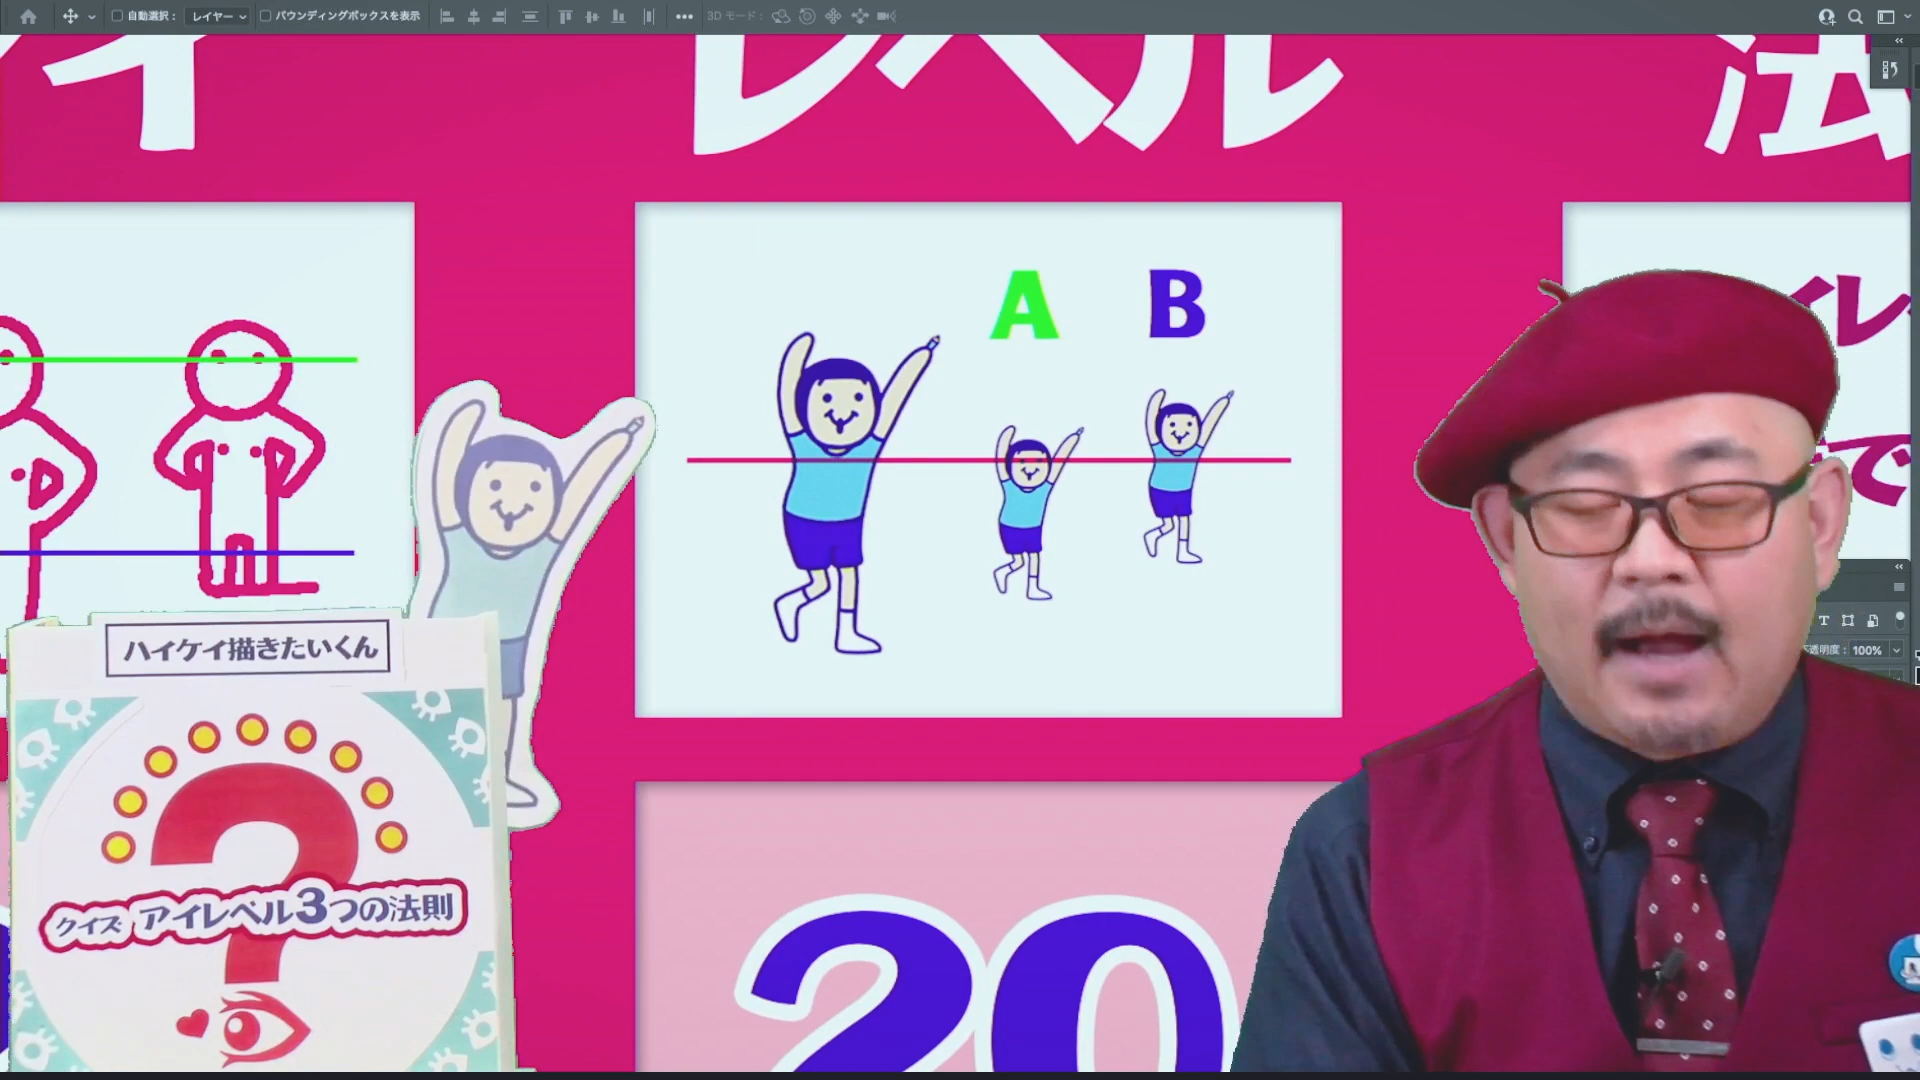 自動選択：
レイヤー
バウンディングボックスを表示
3D モード：
イ
レベル
法
A
B
ハイケイ描きたいくん
?
クイズ アイレベル3つの法則
20
T
不透明度：
100%